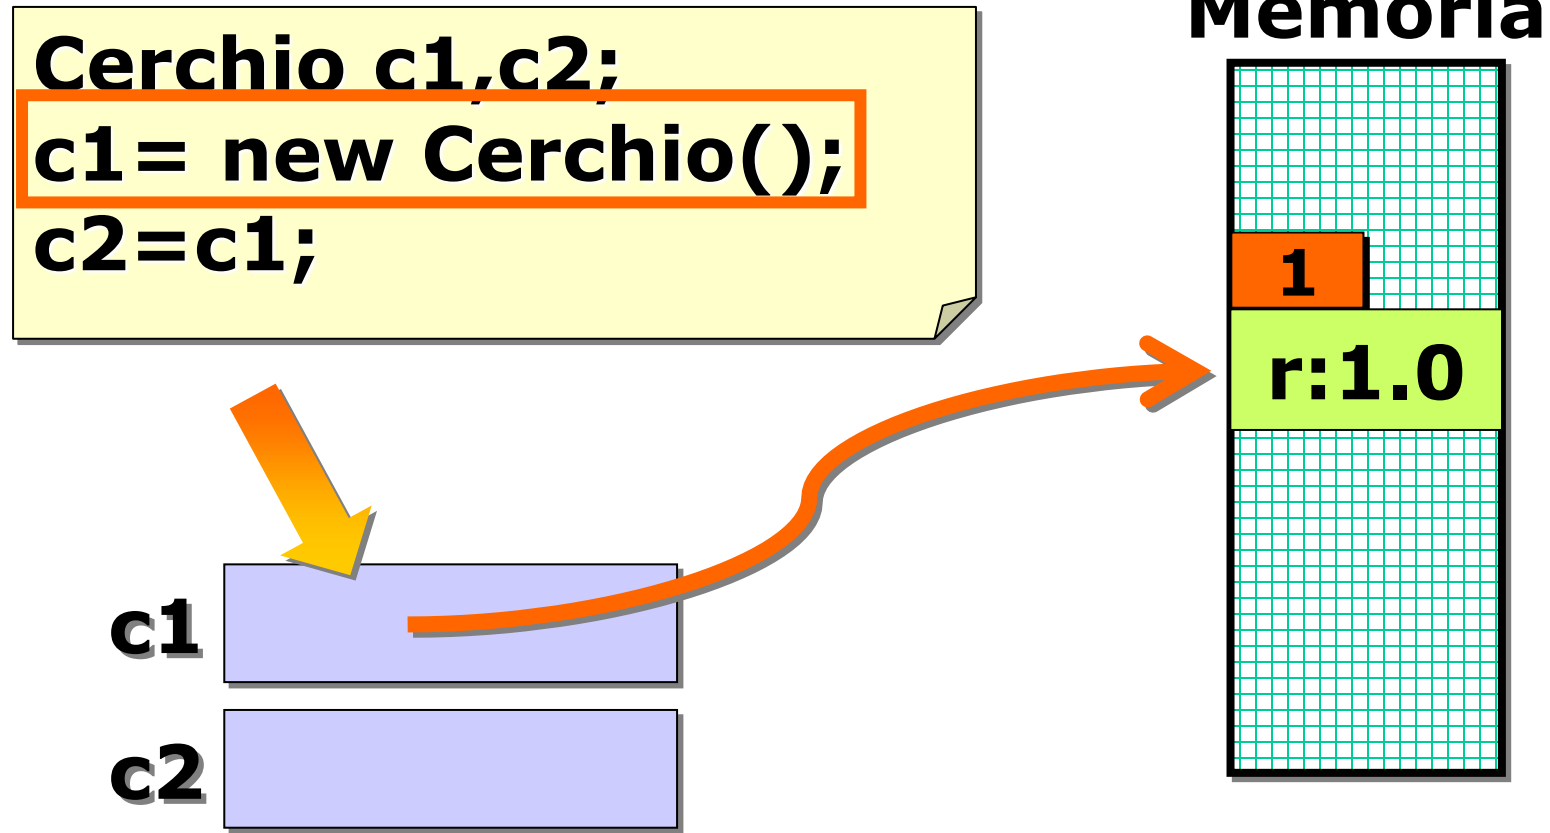 Cerchio c1,c2;
c1= new Cerchio();
c2=c1;
Memoria
1
r:1.0
c1
c2